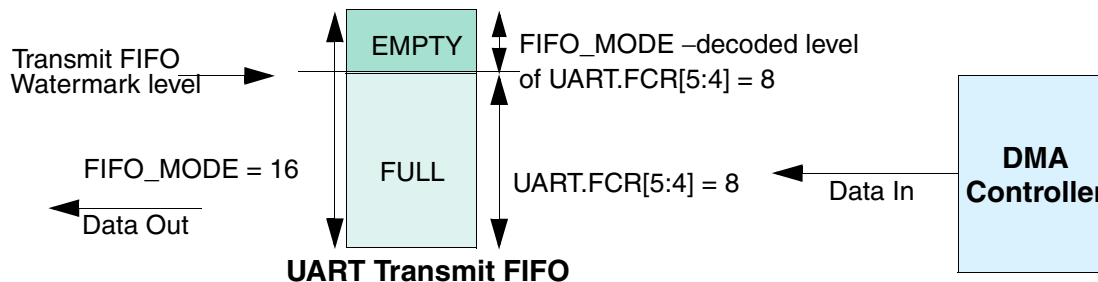 Transmit FIFO
Watermark level
EMPTY
FIFO_MODE –decoded level
of UART.FCR[5:4] = 8
FIFO_MODE = 16
FULL
UART.FCR[5:4] = 8
Data Out
Data In
DMA
Controller
UART Transmit FIFO